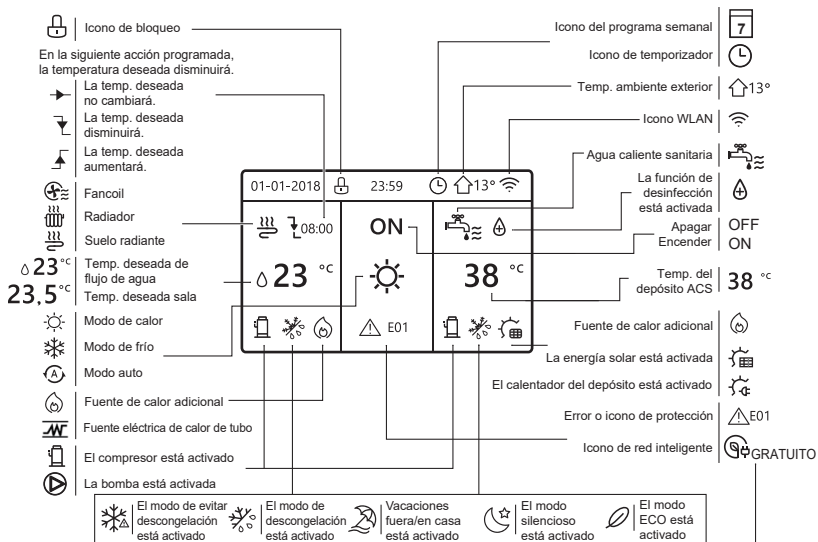 Icono de bloqueo
En la siguiente acción programada,
la temperatura deseada disminuirá.
La temp. deseada
no cambiará.
La temp. deseada
disminuirá.
La temp. deseada
aumentará.
Fancoil
Radiador
Suelo radiante
23 °C
Temp. deseada de
flujo de agua
23,5 °C
Temp. deseada sala
Modo de calor
Modo de frío
A
Modo auto
Fuente de calor adicional
Fuente eléctrica de calor de tubo
El compresor está activado
La bomba está activada
01-01-2018
23:59
13°
08:00
ON
23 °C
38 °C
E01
Icono del programa semanal
7
Icono de temporizador
Temp. ambiente exterior
13°
Icono WLAN
Agua caliente sanitaria
La función de
desinfección
está activada
Apagar
OFF
Encender
ON
Temp. del
depósito ACS
38 °C
Fuente de calor adicional
La energía solar está activada
El calentador del depósito está activado
Error o icono de protección
E01
Icono de red inteligente
GRATUITO
El modo de evitar
descongelación
está activado
El modo de
descongelación
está activado
Vacaciones
fuera/en casa
está activado
El modo
silencioso
está activado
El modo
ECO está
activado